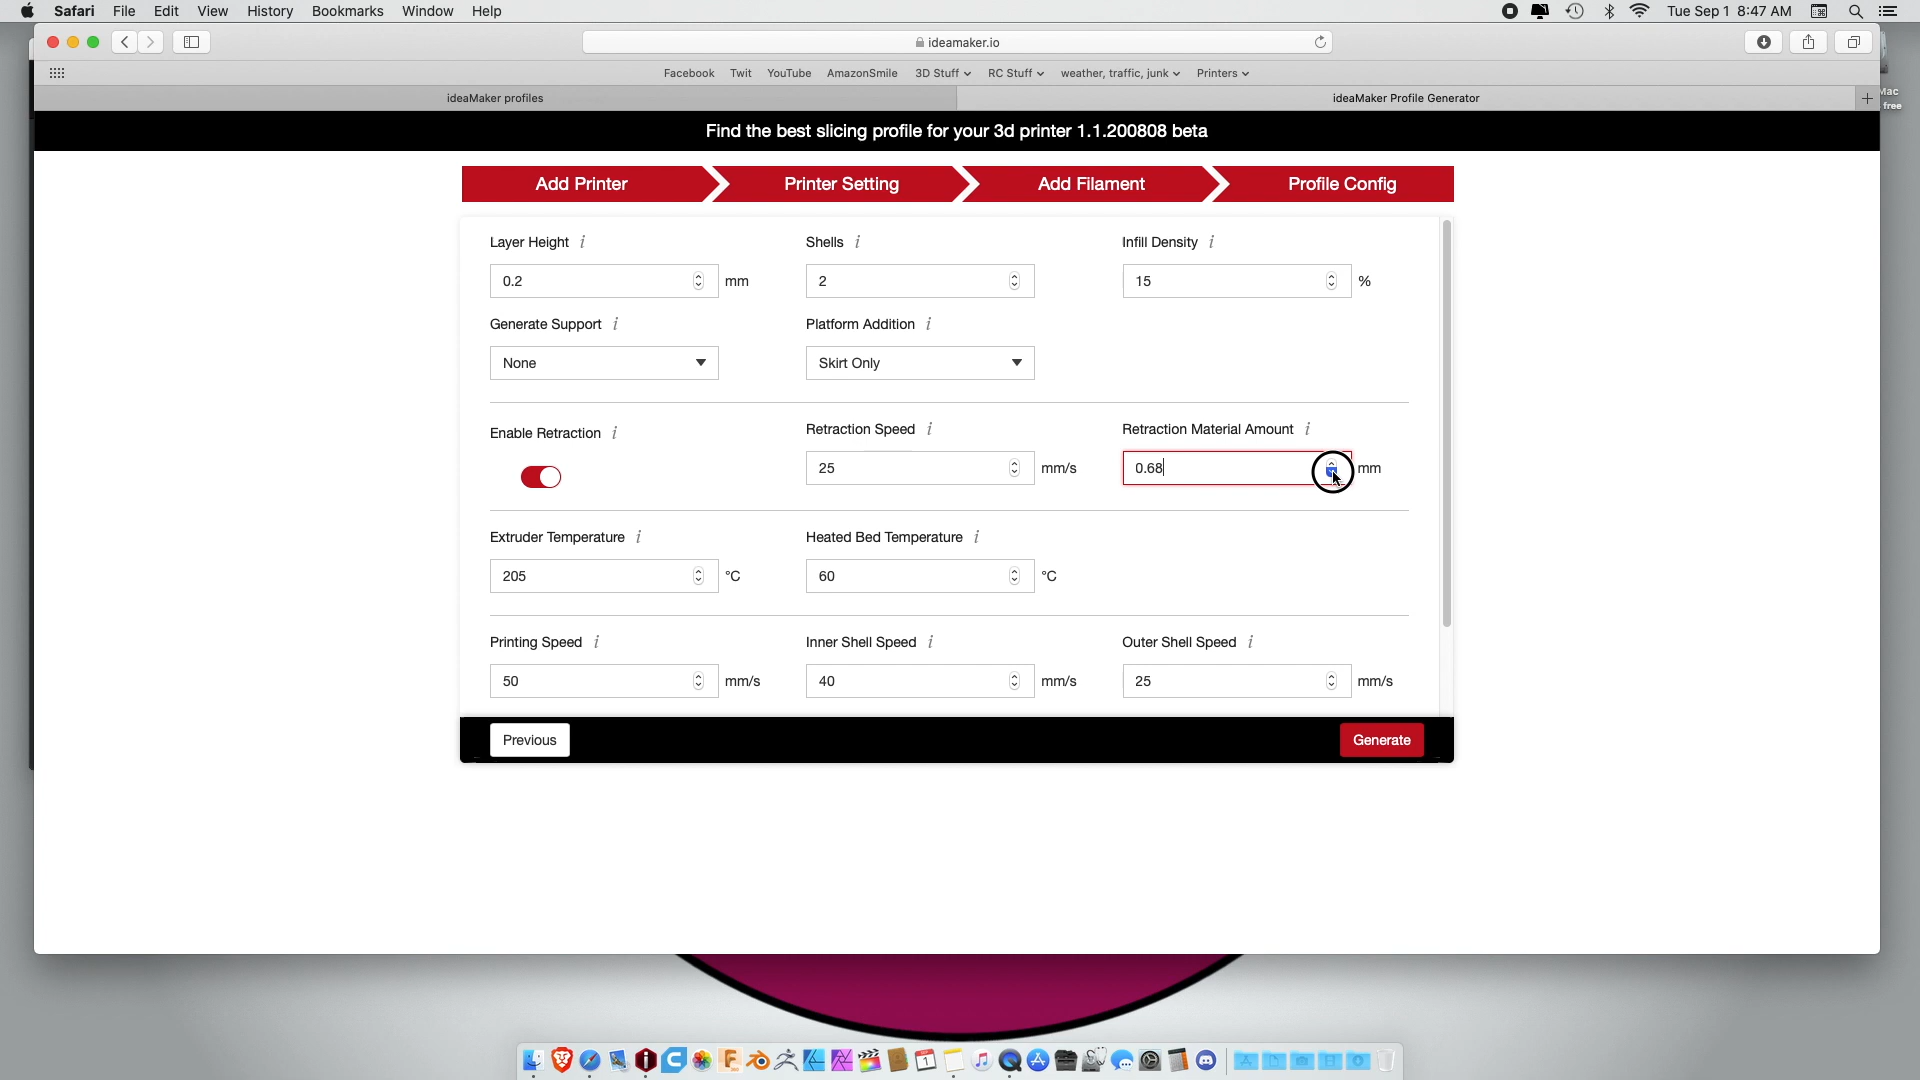 Safari File Edit View History Bookmarks Window Help Tue Sep 1 8:47 AM
ideamaker.io
Facebook Twit YouTube AmazonSmile 3D Stuff RC Stuff weather, traffic, junk Printers
ideaMaker profiles ideaMaker Profile Generator
Mac
free
Find the best slicing profile for your 3d printer 1.1.200808 beta
Add Printer Printer Setting Add Filament Profile Config
Layer Height i Shells i Infill Density i
0.2 mm 2 15 %
Generate Support i Platform Addition i
None Skirt Only
Enable Retraction i Retraction Speed i Retraction Material Amount i
25 mm/s 0.68 mm
Extruder Temperature i Heated Bed Temperature i
205 °C 60 °C
Printing Speed i Inner Shell Speed i Outer Shell Speed i
50 mm/s 40 mm/s 25 mm/s
Previous Generate